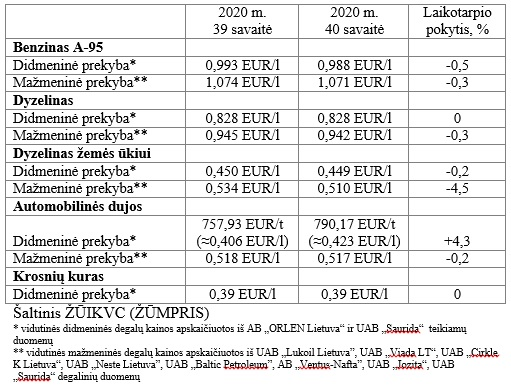 2020 m. 2020 m. Laikotarpio
39 savaitė 40 savaitė pokytis, %
Benzinas A-95
Didmeninė prekyba* 0,993 EUR/l 0,988 EUR/l -0,5
Mažmeninė prekyba** 1,074 EUR/l 1,071 EUR/l -0,3
Dyzelinas
Didmeninė prekyba* 0,828 EUR/l 0,828 EUR/l 0
Mažmeninė prekyba** 0,945 EUR/l 0,942 EUR/l -0,3
Dyzelinas žemės ūkiui
Didmeninė prekyba* 0,450 EUR/l 0,449 EUR/l -0,2
Mažmeninė prekyba** 0,534 EUR/l 0,510 EUR/l -4,5
Automobilinės dujos
757,93 EUR/t 790,17 EUR/t
Didmeninė prekyba* (≈0,406 EUR/l) (≈0,423 EUR/l) +4,3
Mažmeninė prekyba** 0,518 EUR/l 0,517 EUR/l -0,2
Krosnių kuras
Didmeninė prekyba* 0,39 EUR/l 0,39 EUR/l 0
Šaltinis ŽŪIKVC (ŽŪMPRIS)
* vidutinės didmeninės degalų kainos apskaičiuotos iš AB „ORLEN Lietuva“ ir UAB „Saurida“ teikiamų
duomenų
** vidutinės mažmeninės degalų kainos apskaičiuotos iš UAB „Lukoil Lietuva”, UAB „Viada LT“, UAB „Cirkle
K Lietuva“, UAB „Neste Lietuva”, UAB „Baltic Petroleum”, AB „Ventus-Nafta”, UAB „Jozita“, UAB
„Saurida“ degalinių duomenų